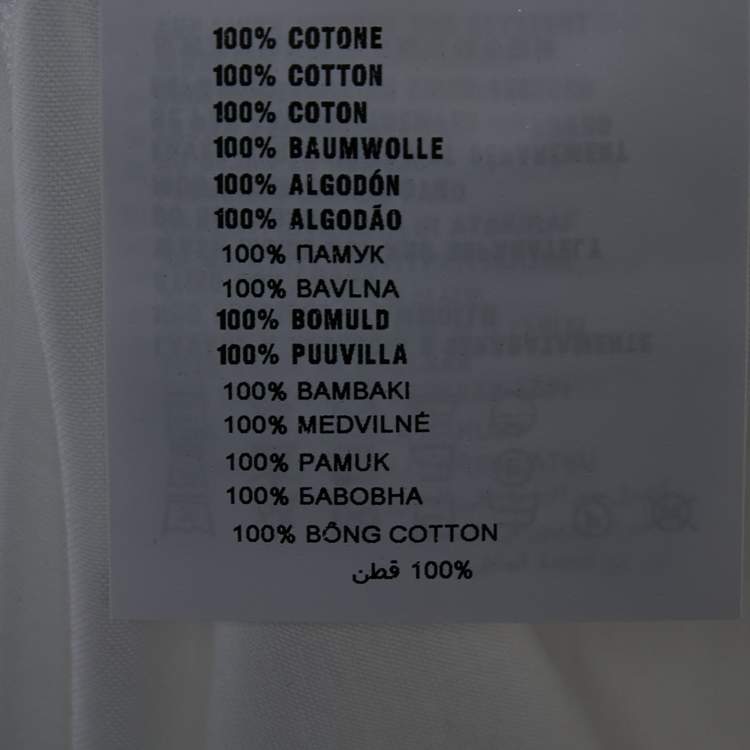 100% COTONE
100% COTTON
100% COTON
100% BAUMWOLLE
100% ALGODÓN
100% ALGODÃO
100% ПАМУК
100% BAVLNA
100% BOMULD
100% PUUVILLA
100% BAMBAKI
100% MEDVILNĖ
100% PAMUK
100% БАВОВНА
100% BÔNG COTTON
100% قطن